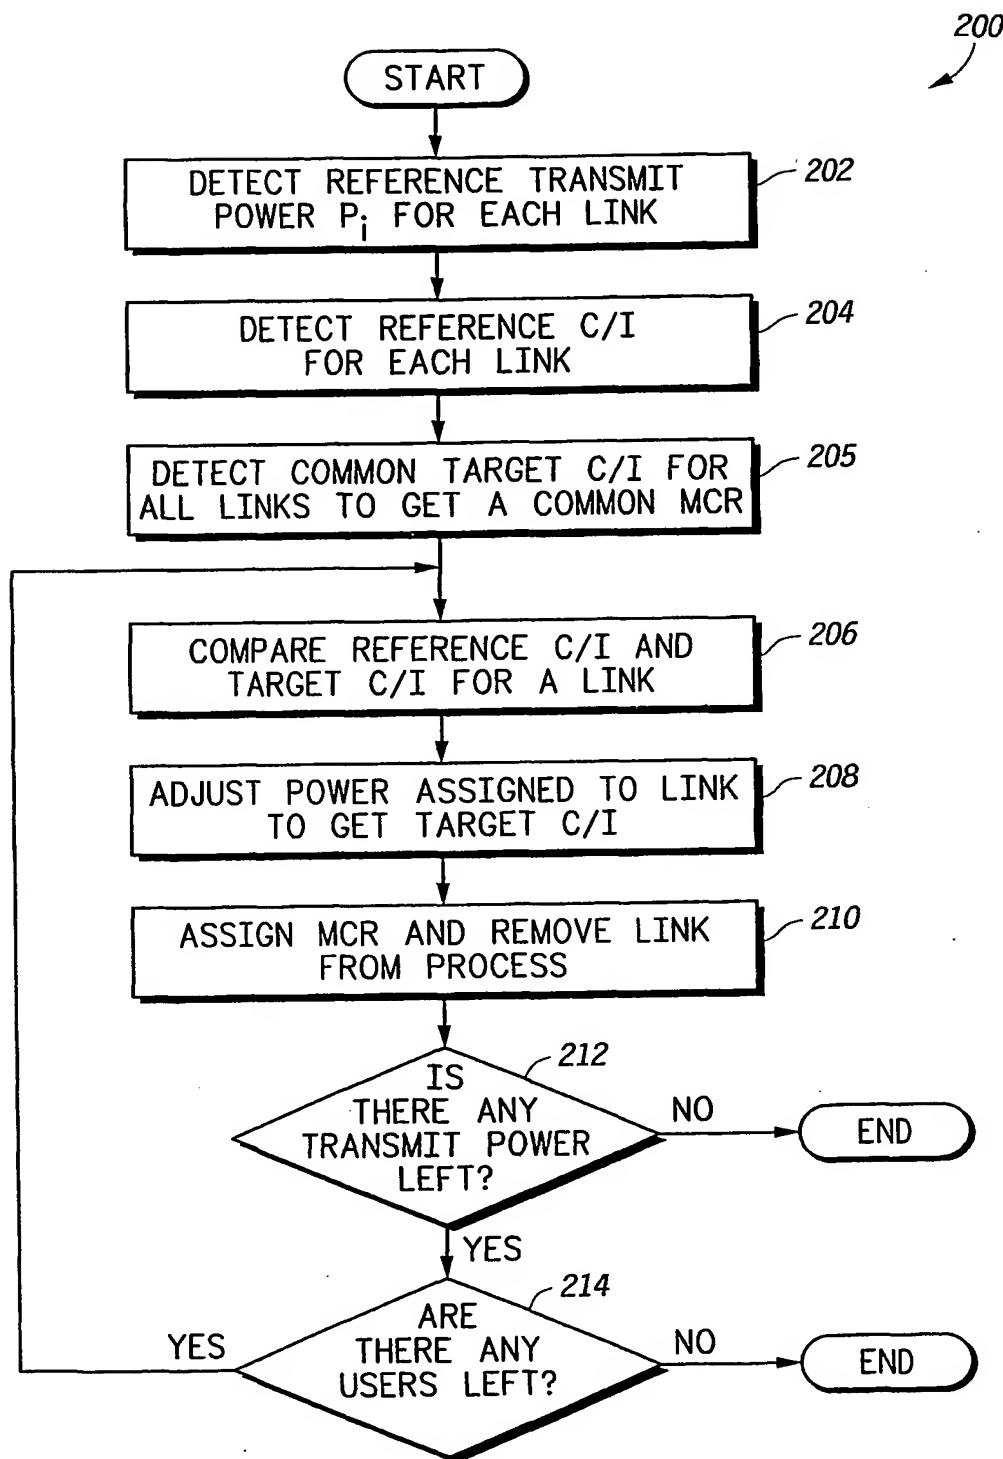 200
START
DETECT REFERENCE TRANSMIT
POWER Pi FOR EACH LINK
202
DETECT REFERENCE C/I
FOR EACH LINK
204
DETECT COMMON TARGET C/I FOR
ALL LINKS TO GET A COMMON MCR
205
COMPARE REFERENCE C/I AND
TARGET C/I FOR A LINK
206
ADJUST POWER ASSIGNED TO LINK
TO GET TARGET C/I
208
ASSIGN MCR AND REMOVE LINK
FROM PROCESS
210
212
IS
THERE ANY
TRANSMIT POWER
LEFT?
NO
END
YES
214
ARE
THERE ANY
USERS LEFT?
YES
NO
END